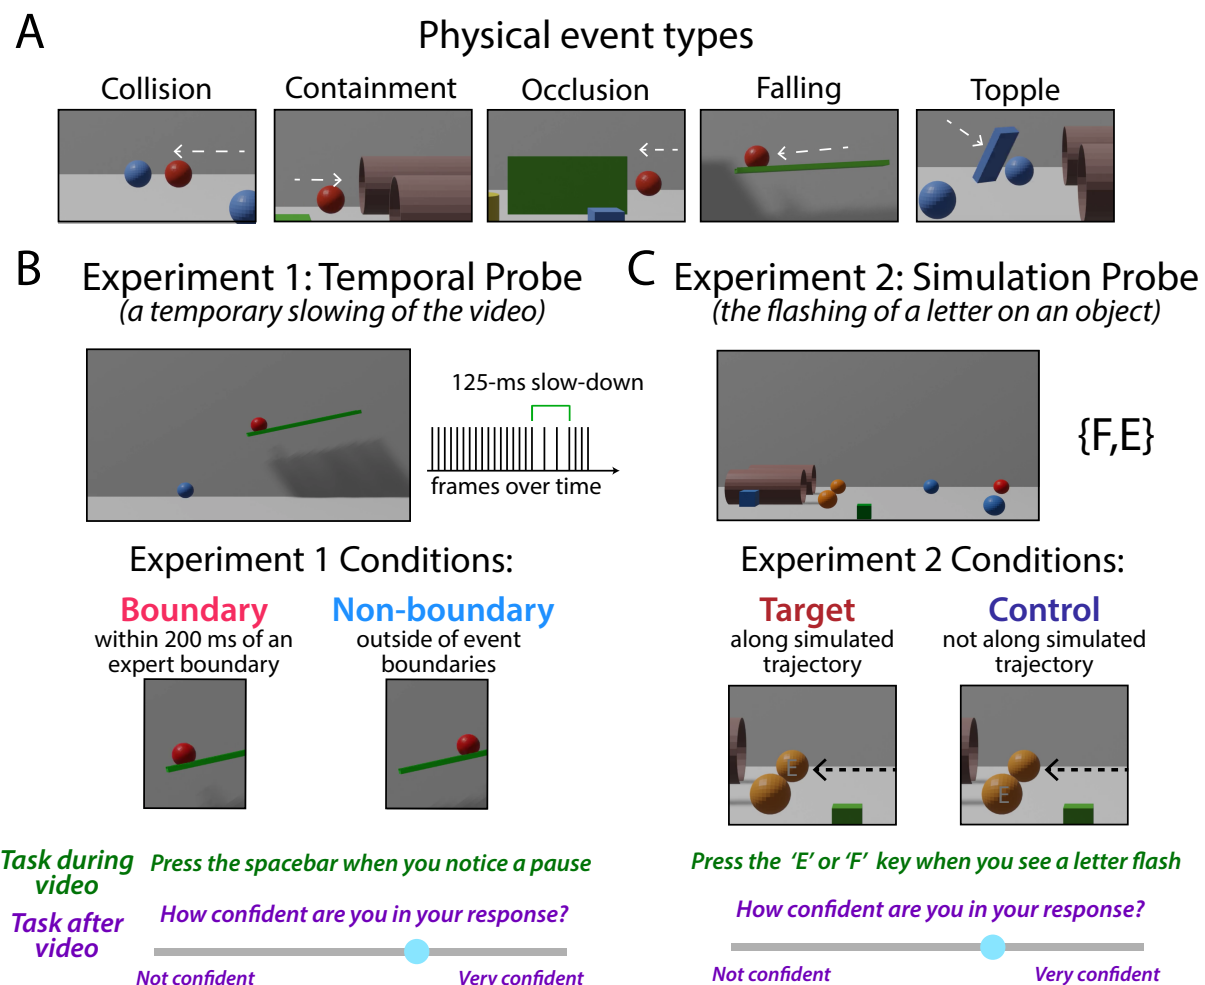 A
Physical event types
Collision
Containment
Occlusion
Falling
Topple
B
Experiment 1: Temporal Probe
(a temporary slowing of the video)
125-ms slow-down
frames over time
Experiment 1 Conditions:
Boundary
within 200 ms of an
expert boundary
Non-boundary
outside of event
boundaries
C
Experiment 2: Simulation Probe
(the flashing of a letter on an object)
{F,E}
Experiment 2 Conditions:
Target
along simulated
trajectory
E
Control
not along simulated
trajectory
E
Task during
video
Press the spacebar when you notice a pause
Press the 'E' or 'F' key when you see a letter flash
Task after
video
How confident are you in your response?
Not confident
Very confident
How confident are you in your response?
Not confident
Very confident